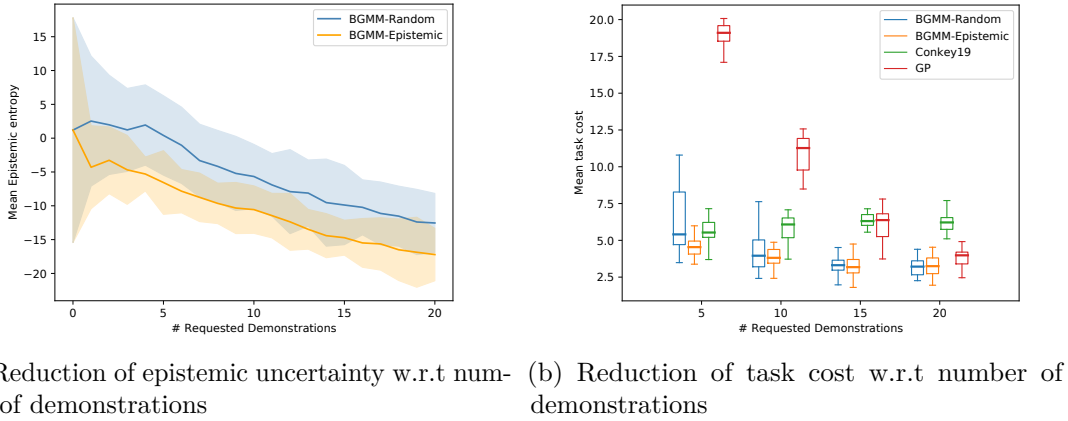 BGMM-Random
BGMM-Epistemic
15
10
5
0
−5
−10
−15
−20
Mean Epistemic entropy
0
5
10
15
20
# Requested Demonstrations
BGMM-Random
BGMM-Epistemic
Conkey19
GP
20.0
17.5
15.0
12.5
10.0
7.5
5.0
2.5
Mean task cost
5
10
15
20
# Requested Demonstrations
Reduction of epistemic uncertainty w.r.t num-
of demonstrations
(b) Reduction of task cost w.r.t number of
demonstrations